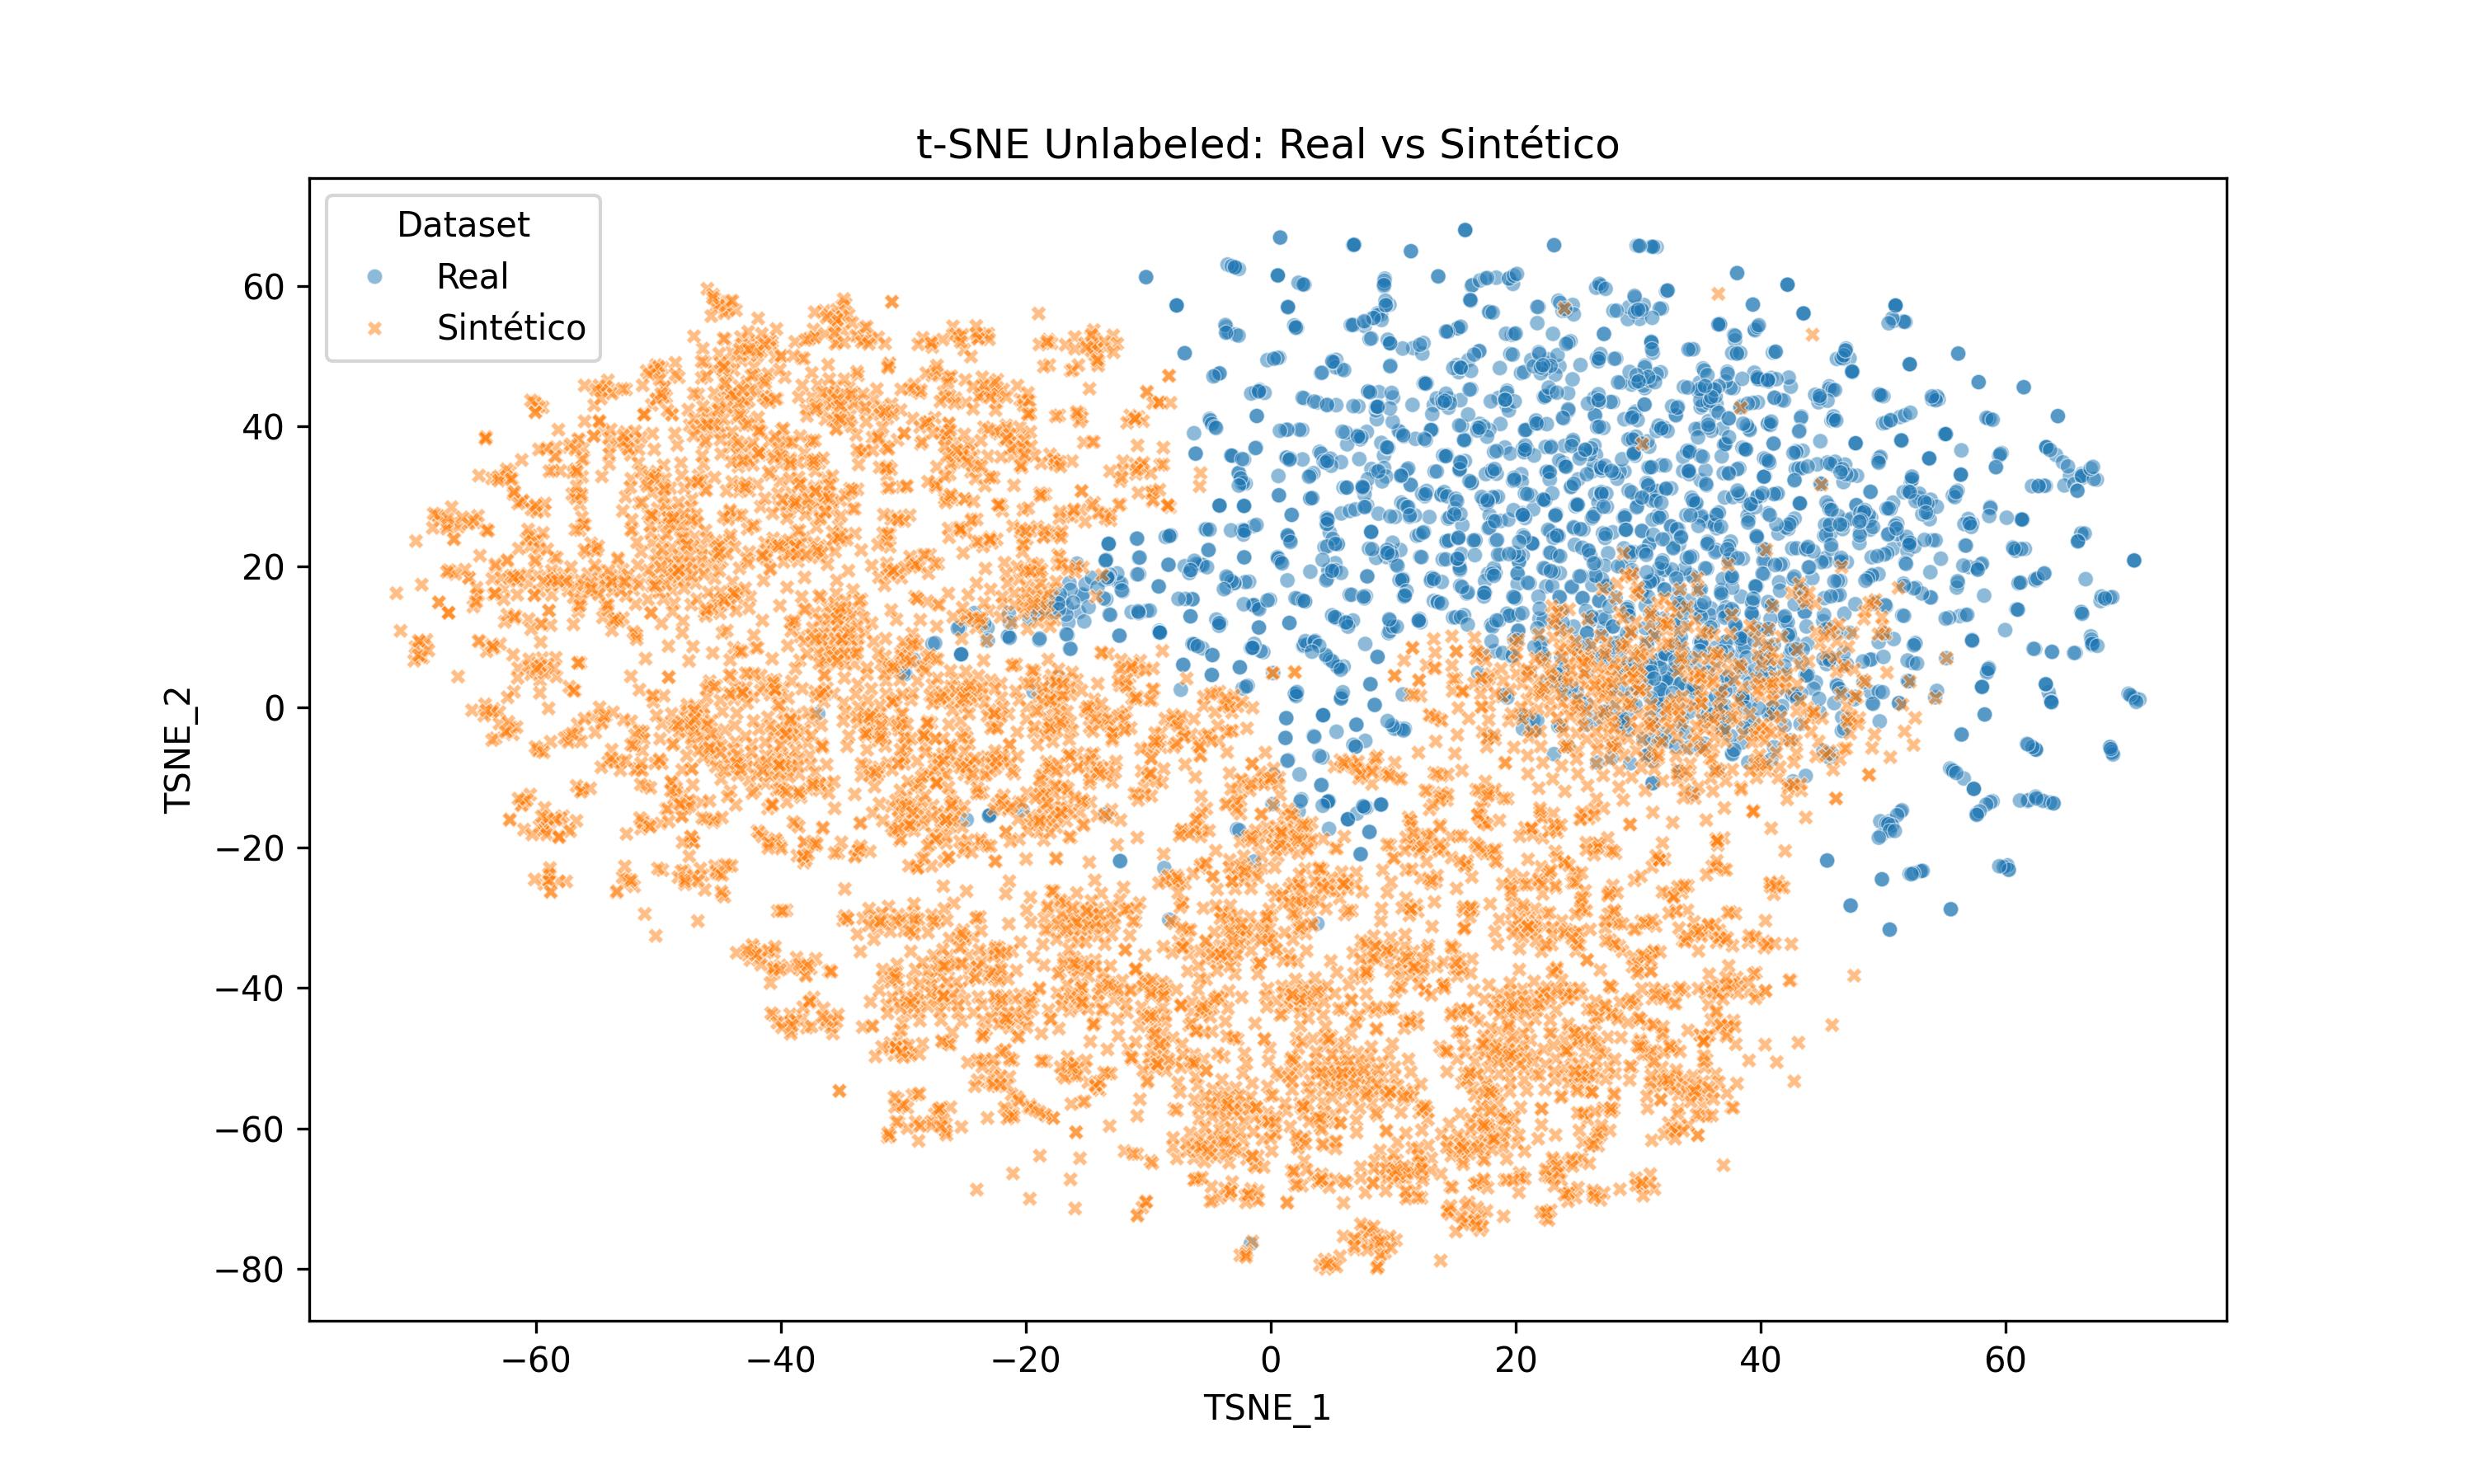 t-SNE Unlabeled: Real vs Sintético
Dataset
Real
Sintético
60
40
20
0
−20
−40
−60
−80
TSNE_2
−60 −40 −20 0 20 40 60
TSNE_1